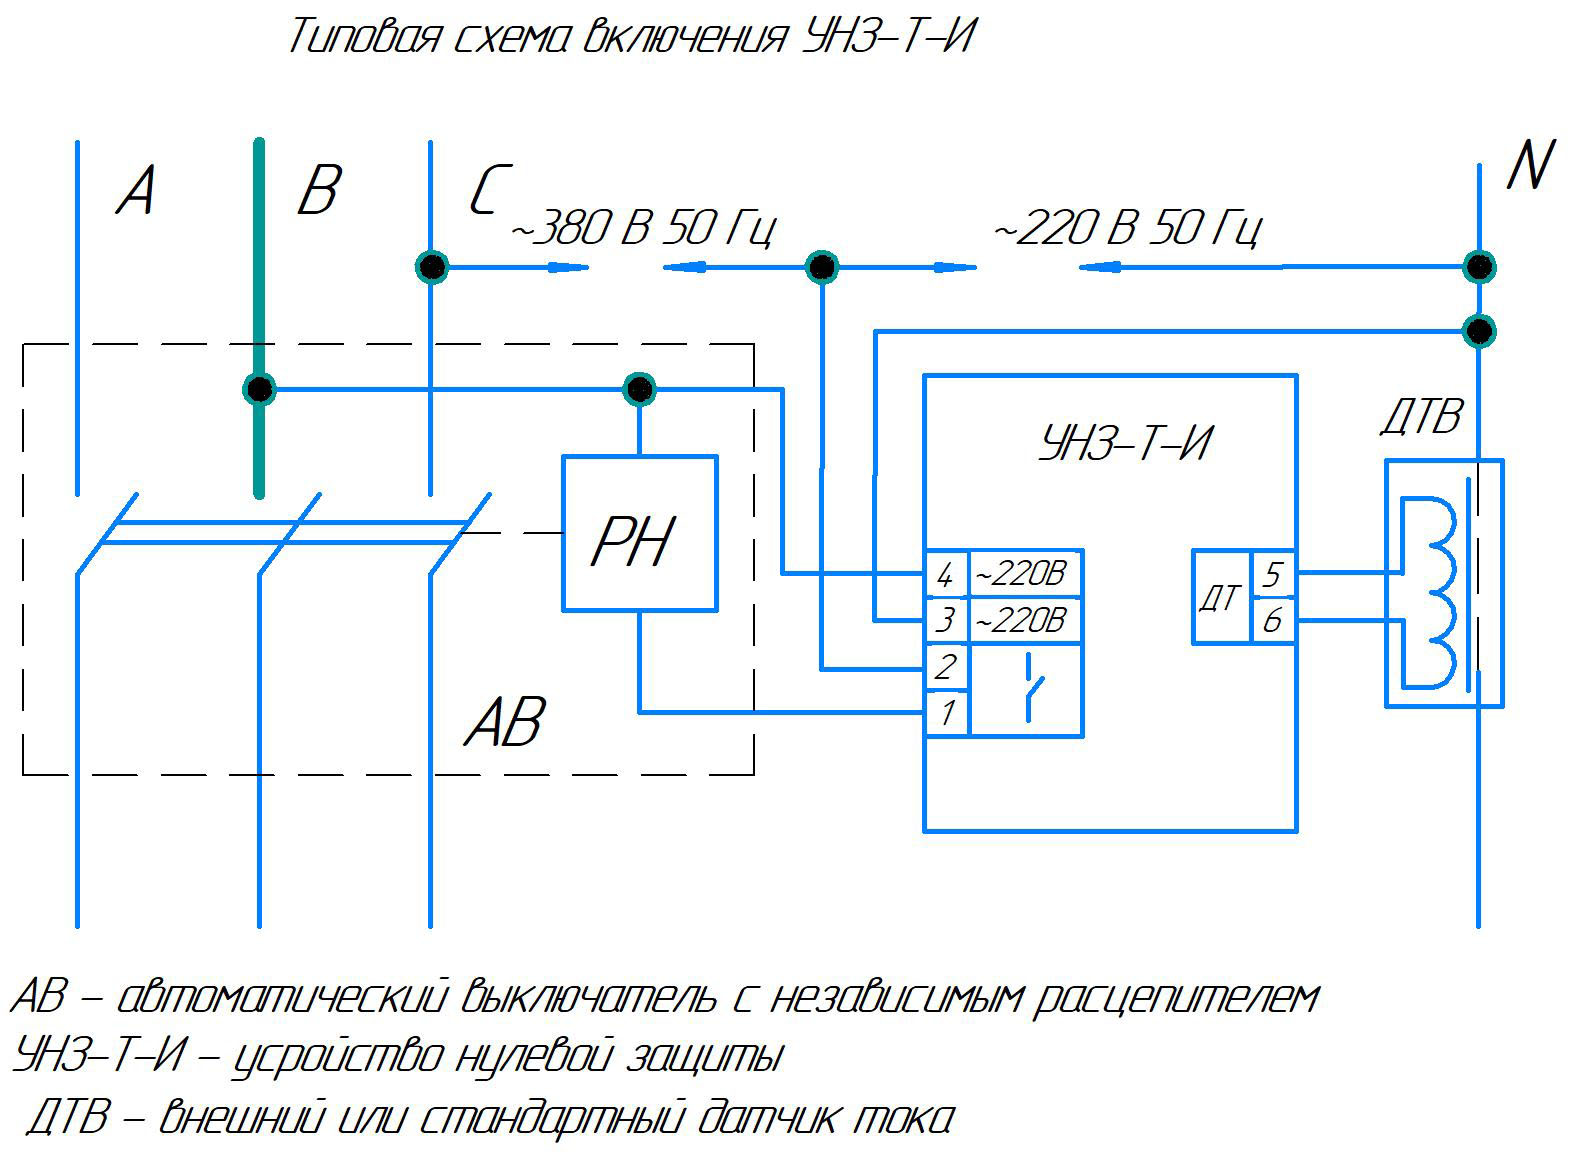 Типовая схема включения УНЗ-Т-И
А В С N
~380 В 50 Гц ~220 В 50 Гц
ДТВ
УНЗ-Т-И
РН
4 ~220В
3 ~220В
2
1
ДТ 5
6
АВ
АВ - автоматический выключатель с независимым расцепителем
УНЗ-Т-И - усройство нулевой защиты
ДТВ - внешний или стандартный датчик тока